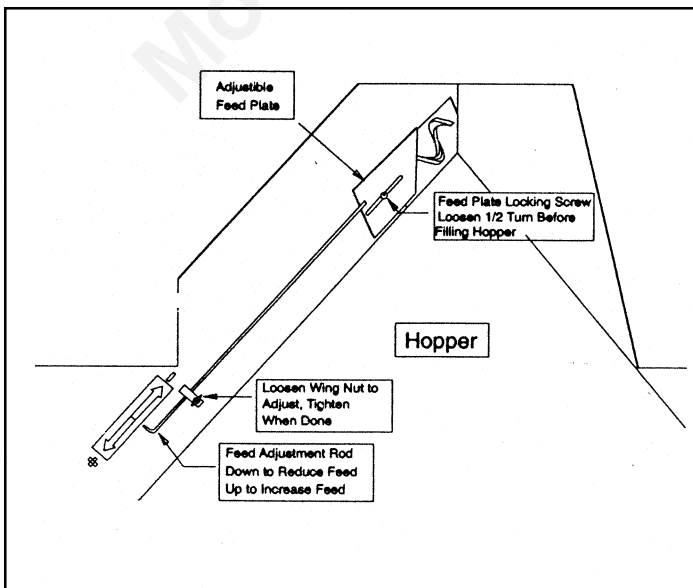 Adjustible
Feed Plate
Feed Plate Locking Screw
Loosen 1/2 Turn Before
Filling Hopper
Hopper
Loosen Wing Nut to
Adjust, Tighten
When Done
Feed Adjustment Rod
Down to Reduce Feed
Up to Increase Feed